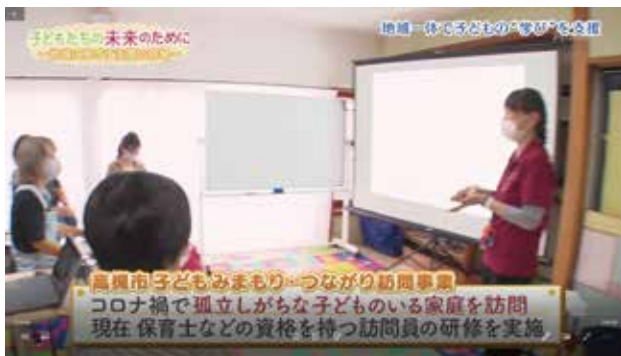 子どもたちの未来のために
地域一体で子どもの“学び”を支援
高槻市子どもみまもり・つながり訪問事業
コロナ禍で孤立しがちな子どものいる家庭を訪問
現在 保育士などの資格を持つ訪問員の研修を実施